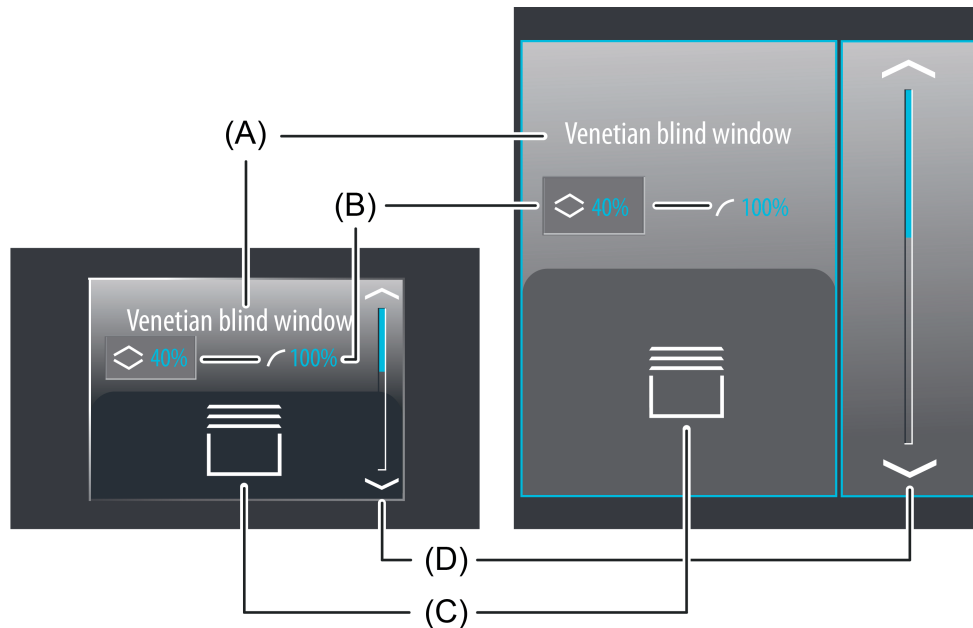 (A)
Venetian blind window
(B)
40%
100%
Venetian blind window
40%
100%
(D)
(C)